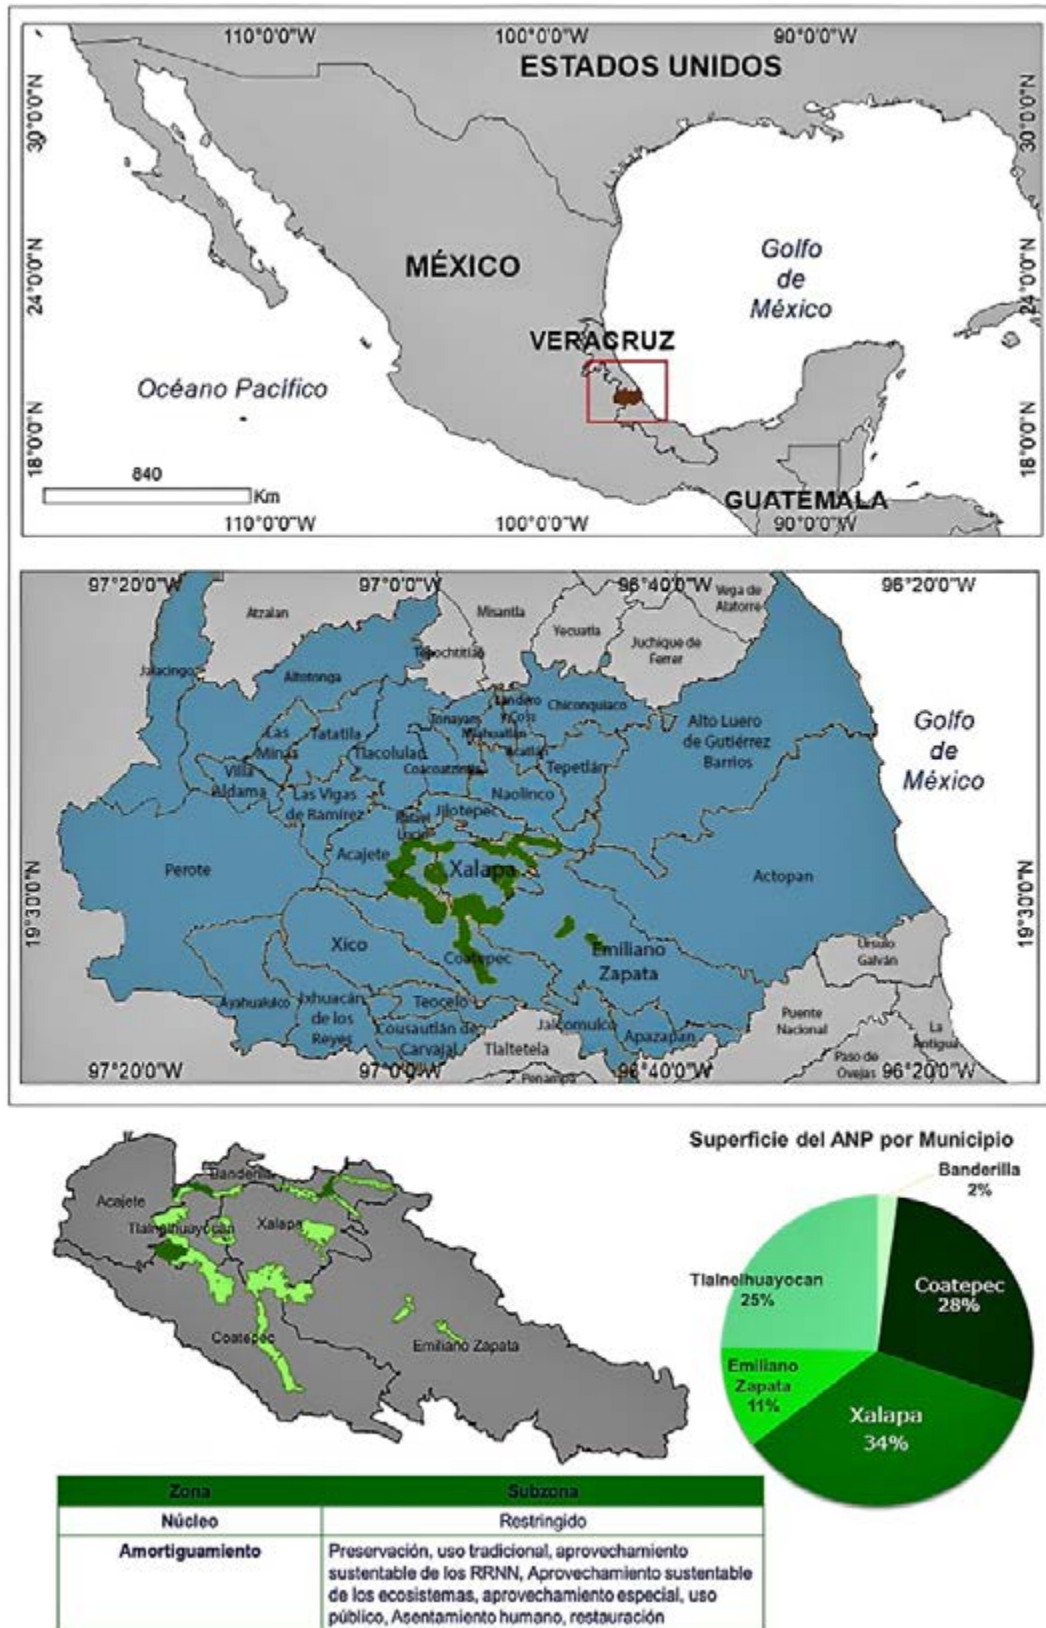 110°0'0"W 100°0'0"W 90°0'0"W
ESTADOS UNIDOS
30°0'0"N 30°0'0"N
Golfo
de
México
MÉXICO
24°0'0"N 24°0'0"N
VERACRUZ
Océano Pacífico
18°0'0"N 18°0'0"N
840
Km
GUATEMALA
110°0'0"W 100°0'0"W 90°0'0"W
97°20'0"W 97°0'0"W 96°40'0"W 96°20'0"W
Atzalan
Misantla
Vega de
Alatorre
Yecuatla
Juchique de
Ferrer
Jalacingo
Altotonga
Landero
y Coss
Chiconquiaco
Alto Luero
de Gutiérrez
Barrios
Golfo
de
México
Las
Minas
Tatatila
Tlacolulan
Tepetlán
Villa
Aldama
Las Vigas
de Ramírez
Naolinco
Jilotepec
Rafael
Lucio
Acajete
Xalapa
Perote
Actopan
19°30'0"N 19°30'0"N
Xico
Coatepec
Emiliano
Zapata
Úrsulo
Galván
Ayahualulco
Ixhuacán
de los
Reyes
Teocelo
Cousautlán de
Carvajal
Tlaltetela
Jalcomulco
Apazapan
Puente
Nacional
La
Antigua
Paso de
Ovejas
97°20'0"W 96°40'0"W 96°20'0"W
Superficie del ANP por Municipio
Banderilla
2%
Coatepec
28%
Xalapa
34%
Emiliano
Zapata
11%
Tlalnelhuayocan
25%
Banderilla
Acajete
Tlalnelhuayocan
Xalapa
Coatepec
Emiliano Zapata
Zona Subzona
Núcleo Restringido
Amortiguamiento Preservación, uso tradicional, aprovechamiento
sustentable de los RRNN, Aprovechamiento sustentable
de los ecosistemas, aprovechamiento especial, uso
público, Asentamiento humano, restauración